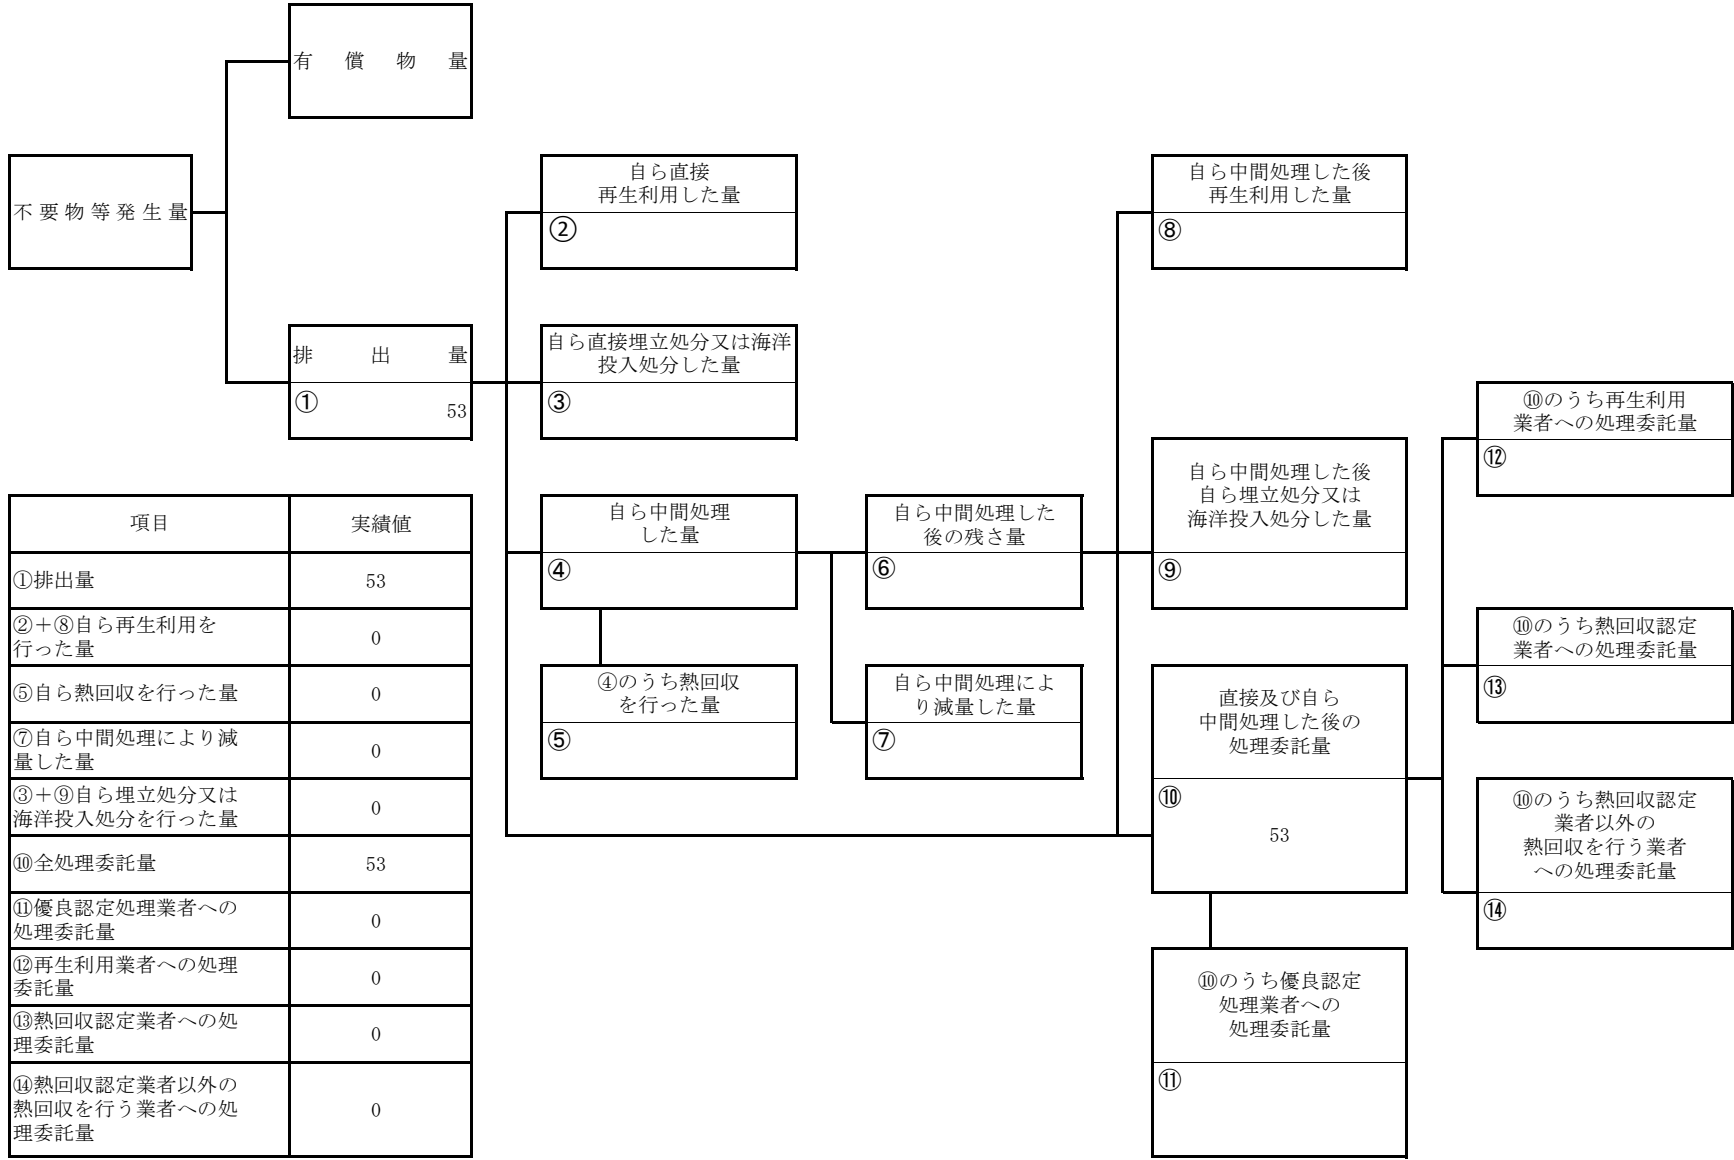 有償物量
不要物等発生量
排出量
①
53
自ら直接
再生利用した量
②
自ら直接埋立処分又は海洋
投入処分した量
③
自ら中間処理
した量
④
④のうち熱回収
を行った量
⑤
自ら中間処理した
後の残さ量
⑥
自ら中間処理によ
り減量した量
⑦
自ら中間処理した後
再生利用した量
⑧
自ら中間処理した後
自ら埋立処分又は
海洋投入処分した量
⑨
直接及び自ら
中間処理した後の
処理委託量
⑩
53
⑩のうち優良認定
処理業者への
処理委託量
⑪
⑩のうち再生利用
業者への処理委託量
⑫
⑩のうち熱回収認定
業者への処理委託量
⑬
⑩のうち熱回収認定
業者以外の
熱回収を行う業者
への処理委託量
⑭
項目 実績値
①排出量 53
②+⑧自ら再生利用を
行った量 0
⑤自ら熱回収を行った量 0
⑦自ら中間処理により減
量した量 0
③+⑨自ら埋立処分又は
海洋投入処分を行った量 0
⑩全処理委託量 53
⑪優良認定処理業者への
処理委託量 0
⑫再生利用業者への処理
委託量 0
⑬熱回収認定業者への処
理委託量 0
⑭熱回収認定業者以外の
熱回収を行う業者への処
理委託量 0